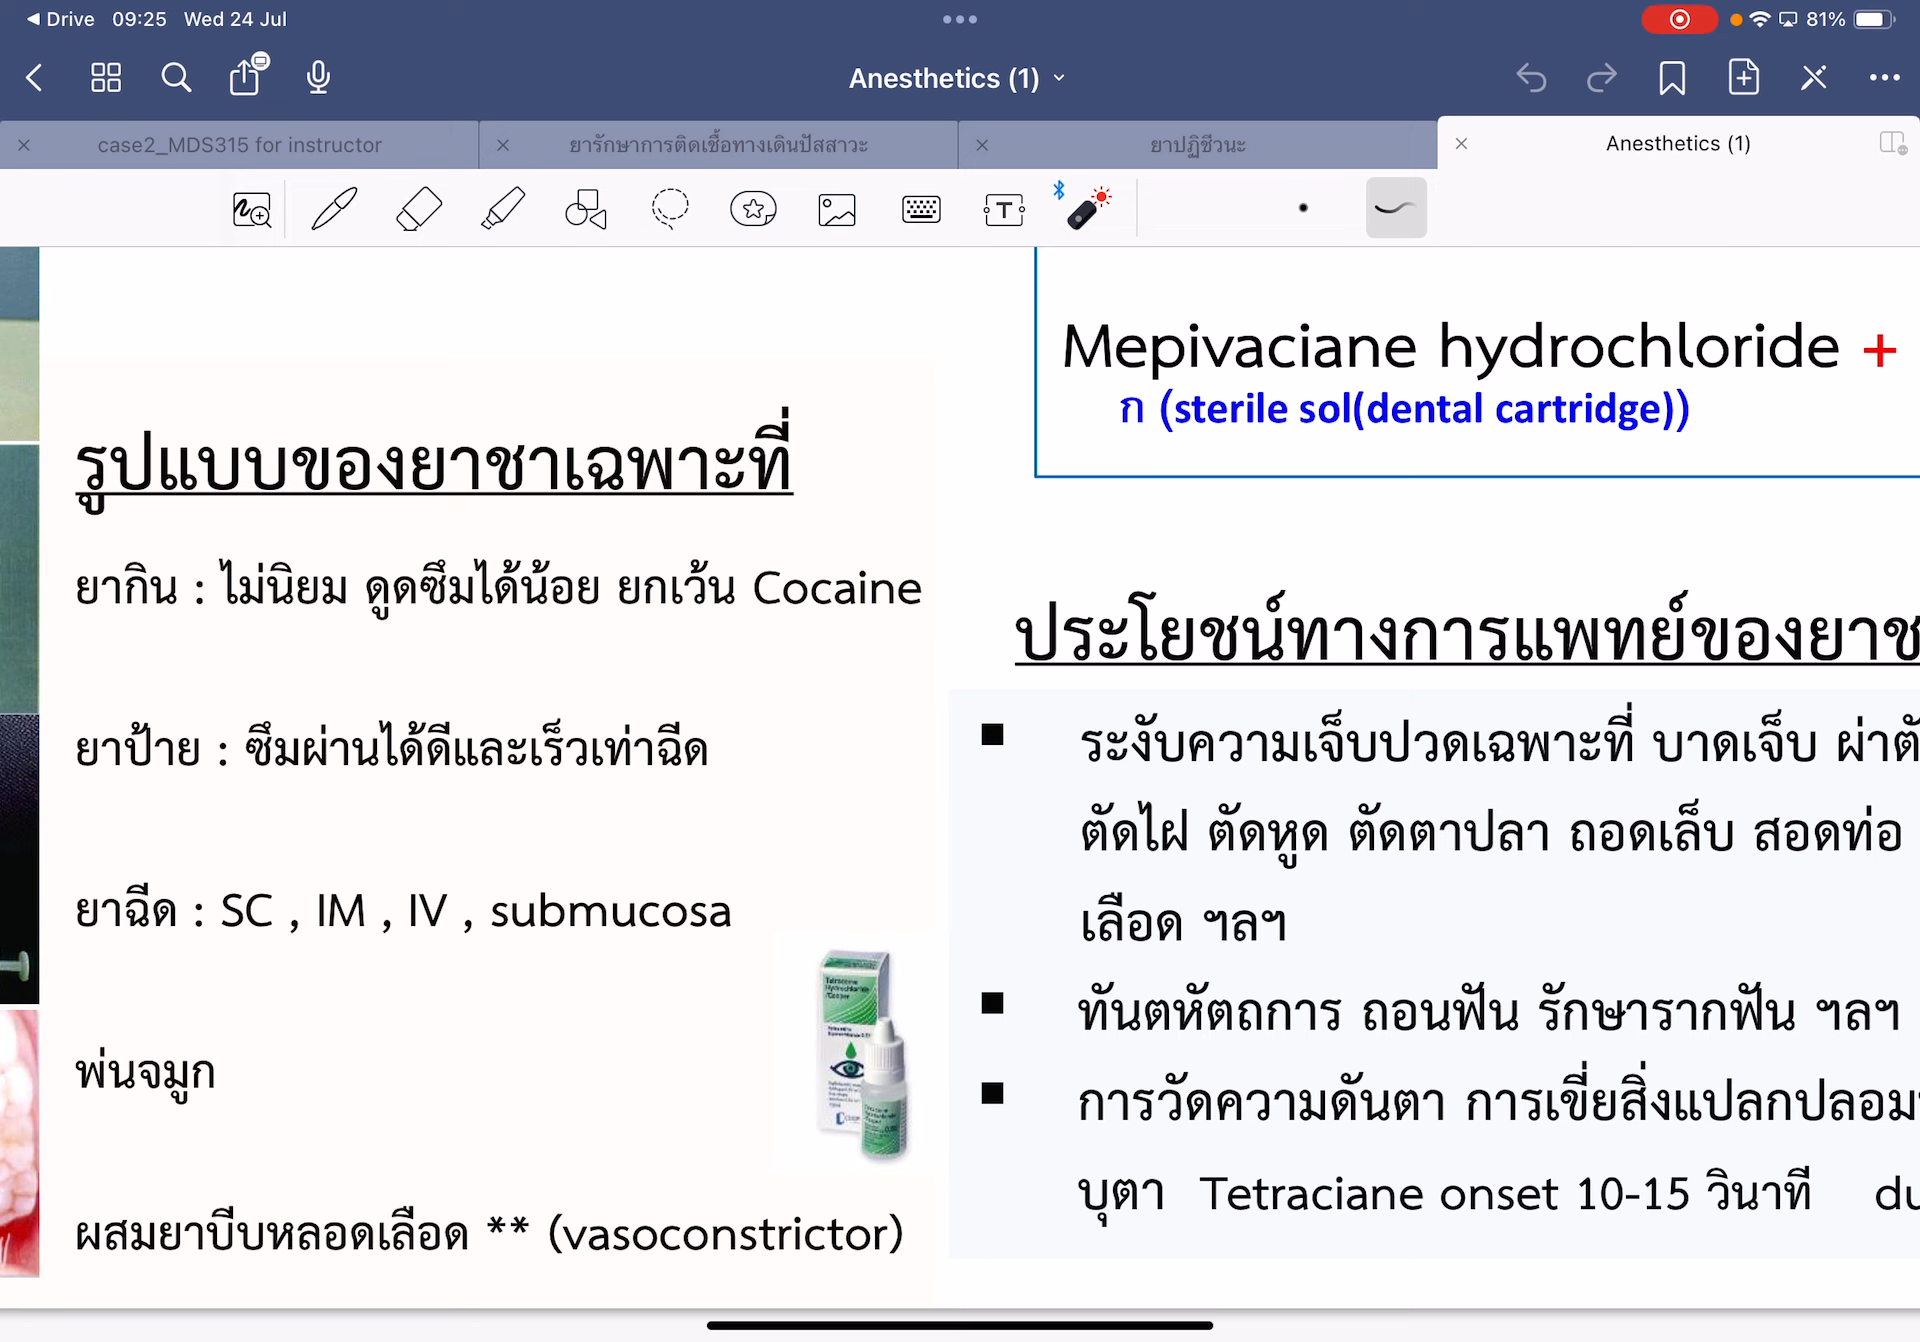 Drive 09:25 Wed 24 Jul
81%
Anesthetics (1)
case2_MDS315 for instructor
ยารักษาการติดเชื้อทางเดินปัสสาวะ
ยาปฏิชีวนะ
Anesthetics (1)
รูปแบบของยาชาเฉพาะที่
ยากิน : ไม่นิยม ดูดซึมได้น้อย ยกเว้น Cocaine
ยาป้าย : ซึมผ่านได้ดีและเร็วเท่าฉีด
ยาฉีด : SC , IM , IV , submucosa
พ่นจมูก
ผสมยาบีบหลอดเลือด ** (vasoconstrictor)
Tetracaine
Mepivaciane hydrochloride +
ก (sterile sol(dental cartridge))
ประโยชน์ทางการแพทย์ของยาช
ระงับความเจ็บปวดเฉพาะที่ บาดเจ็บ ผ่าตั
ตัดไฝ ตัดหูด ตัดตาปลา ถอดเล็บ สอดท่อ
เลือด ฯลฯ
ทันตหัตถการ ถอนฟัน รักษารากฟัน ฯลฯ
การวัดความดันตา การเขี่ยสิ่งแปลกปลอม
บุตา Tetraciane onset 10-15 วินาที du